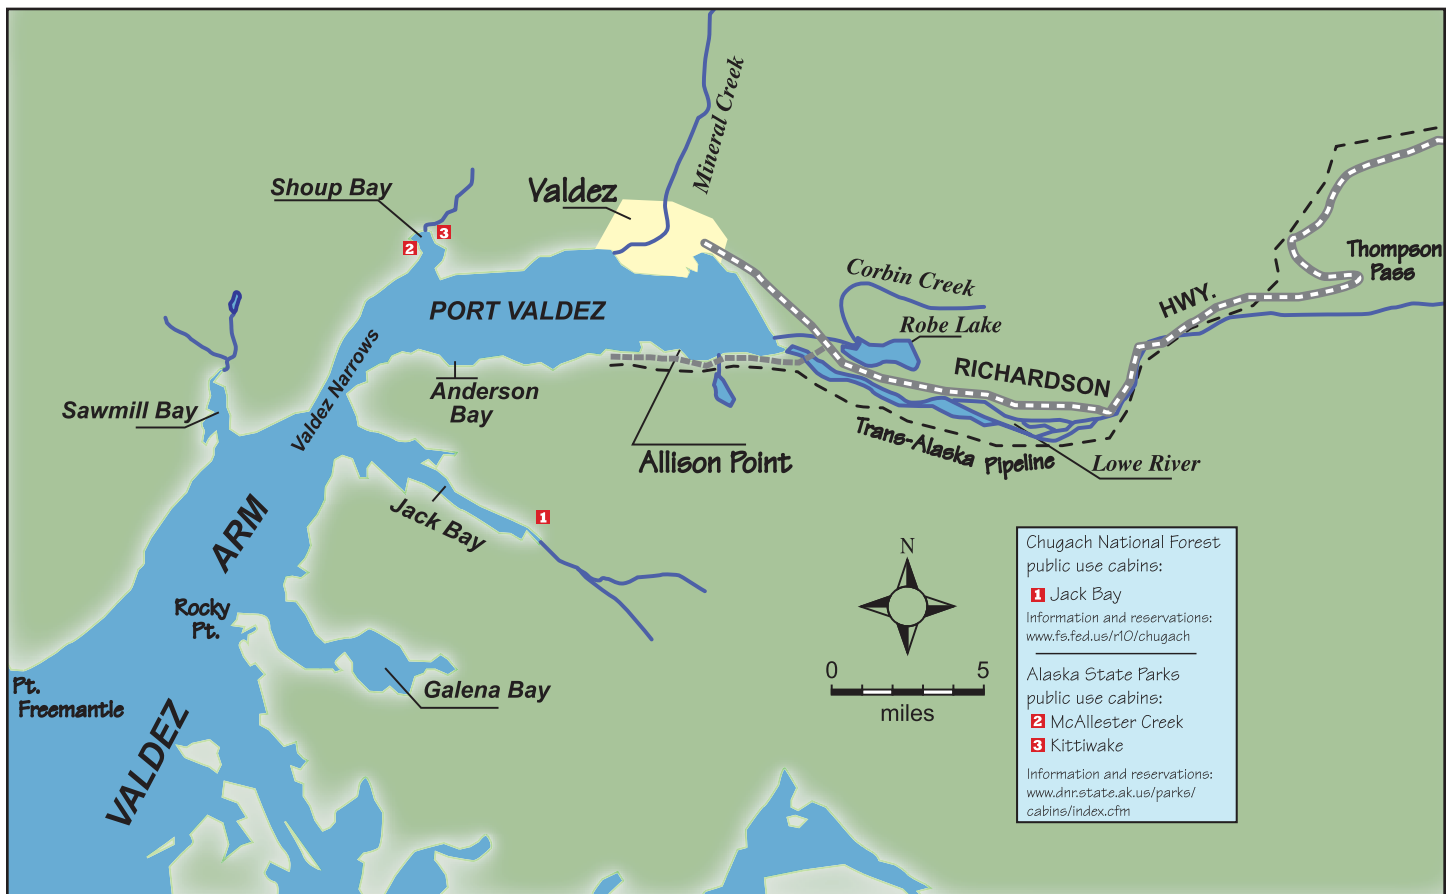 Mineral Creek
Shoup Bay
Valdez
3
2
Thompson
Pass
Corbin Creek
HWY.
PORT VALDEZ
Robe Lake
Valdez Narrows
RICHARDSON
Anderson
Bay
Sawmill Bay
Trans-Alaska Pipeline
Allison Point
Lowe River
Jack Bay
1
ARM
Rocky
Pt.
Pt.
Freemantle
Galena Bay
VALDEZ
N
0 5
miles
Chugach National Forest
public use cabins:
1 Jack Bay
Information and reservations:
www.fs.fed.us/r10/chugach
Alaska State Parks
public use cabins:
2 McAllester Creek
3 Kittiwake
Information and reservations:
www.dnr.state.ak.us/parks/
cabins/index.cfm